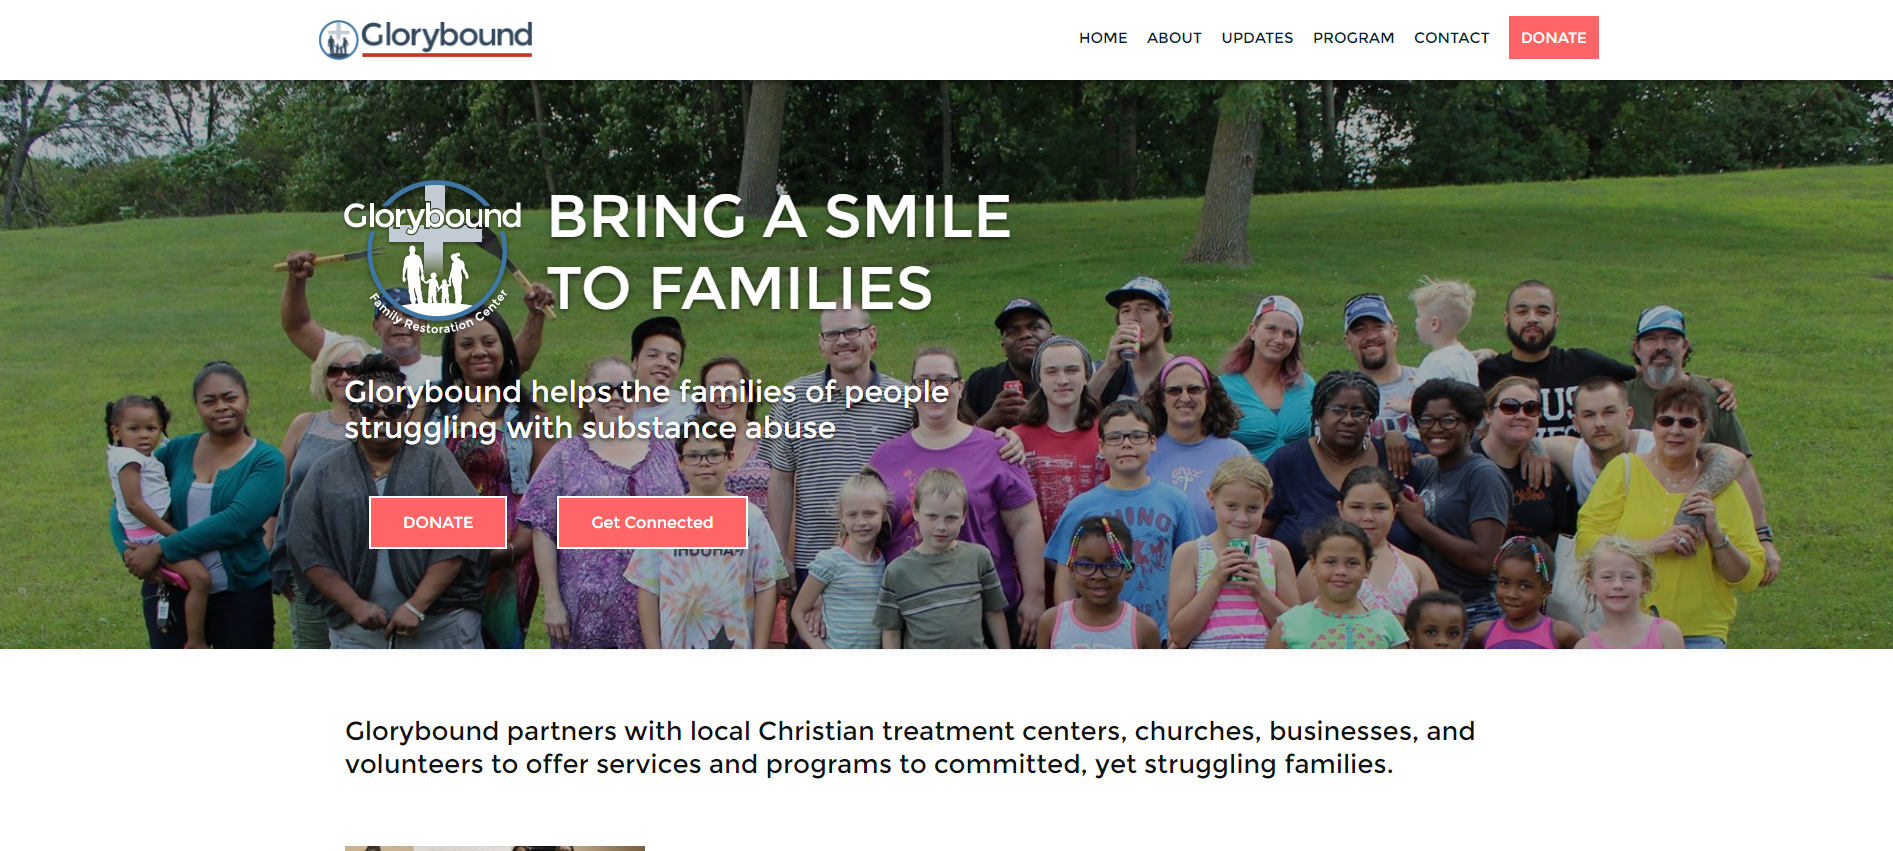 Glorybound
HOME ABOUT UPDATES PROGRAM CONTACT DONATE
Glorybound
Family Restoration Center
BRING A SMILE
TO FAMILIES
Glorybound helps the families of people
struggling with substance abuse
DONATE Get Connected
Glorybound partners with local Christian treatment centers, churches, businesses, and
volunteers to offer services and programs to committed, yet struggling families.